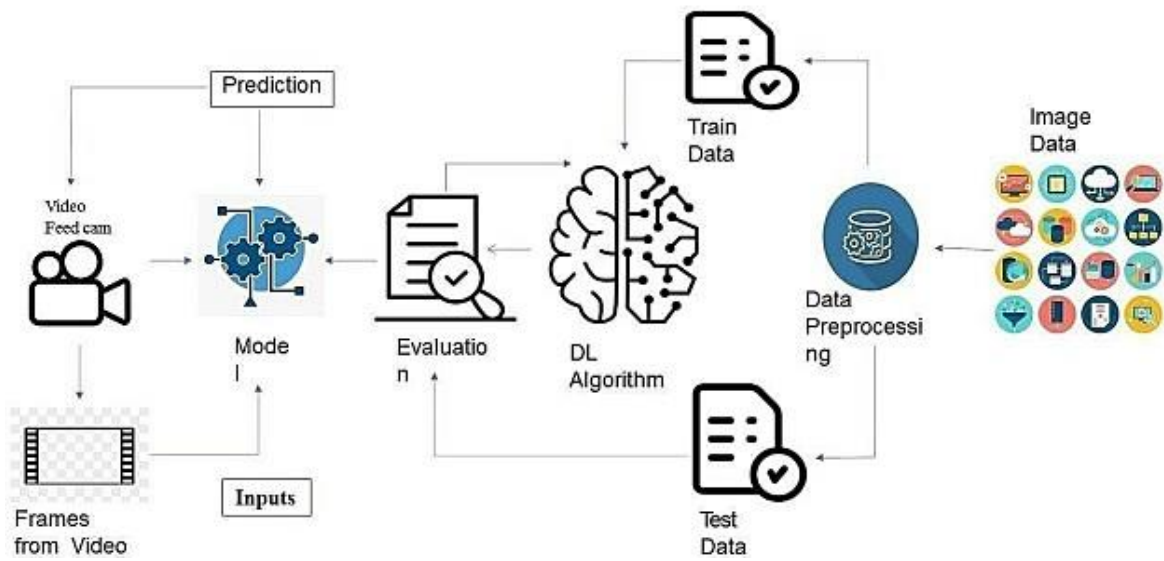 Prediction
Train
Data
Image
Data
Video
Feed cam
Mode
l
Evaluatio
n
DL
Algorithm
Data
Preprocessi
ng
Frames
from Video
Inputs
Test
Data